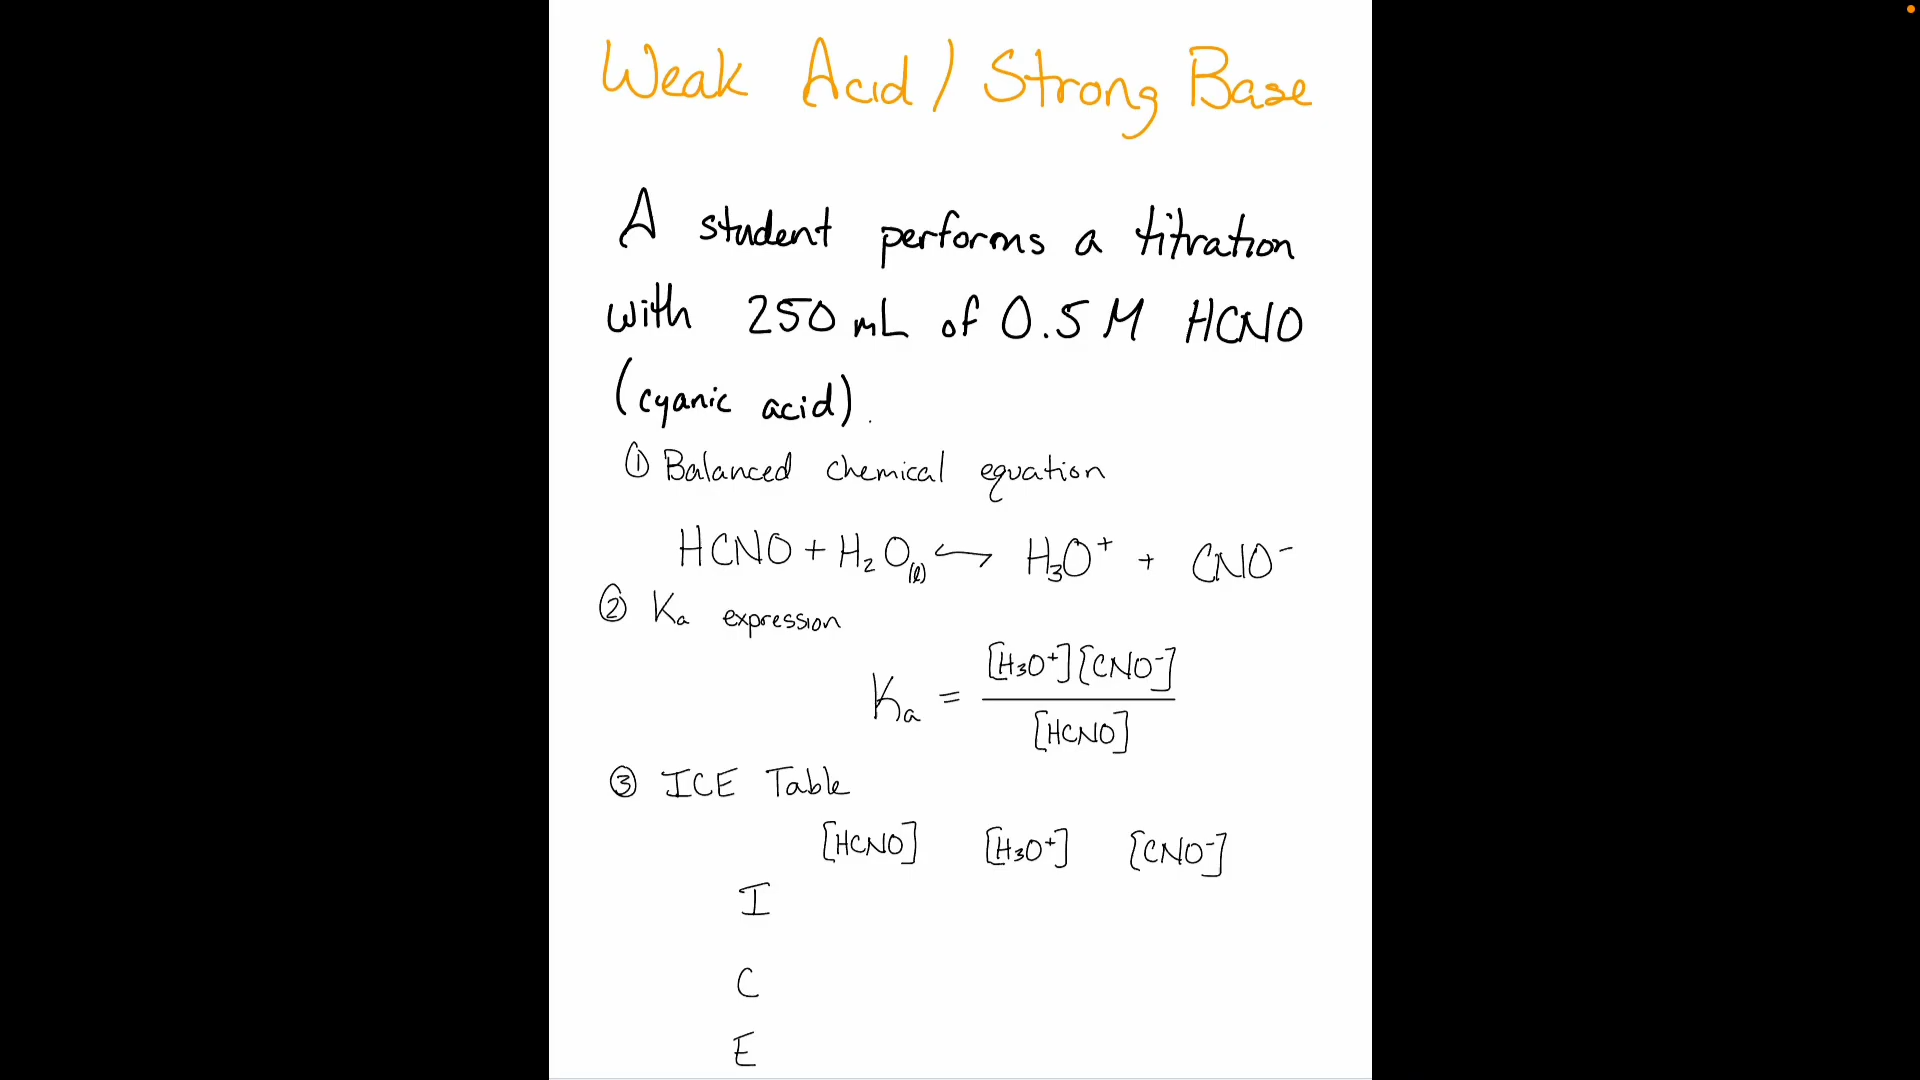 Weak Acid / Strong Base
A student performs a titration
with 250 mL of 0.5 M HCNO
(cyanic acid).
① Balanced chemical equation
HCNO + H₂O(l) ⇌ H₃O⁺ + CNO⁻
② Ka expression
Ka = [H₃O⁺][CNO⁻]
[HCNO]
③ ICE Table
[HCNO] [H₃O⁺] [CNO⁻]
I
C
E